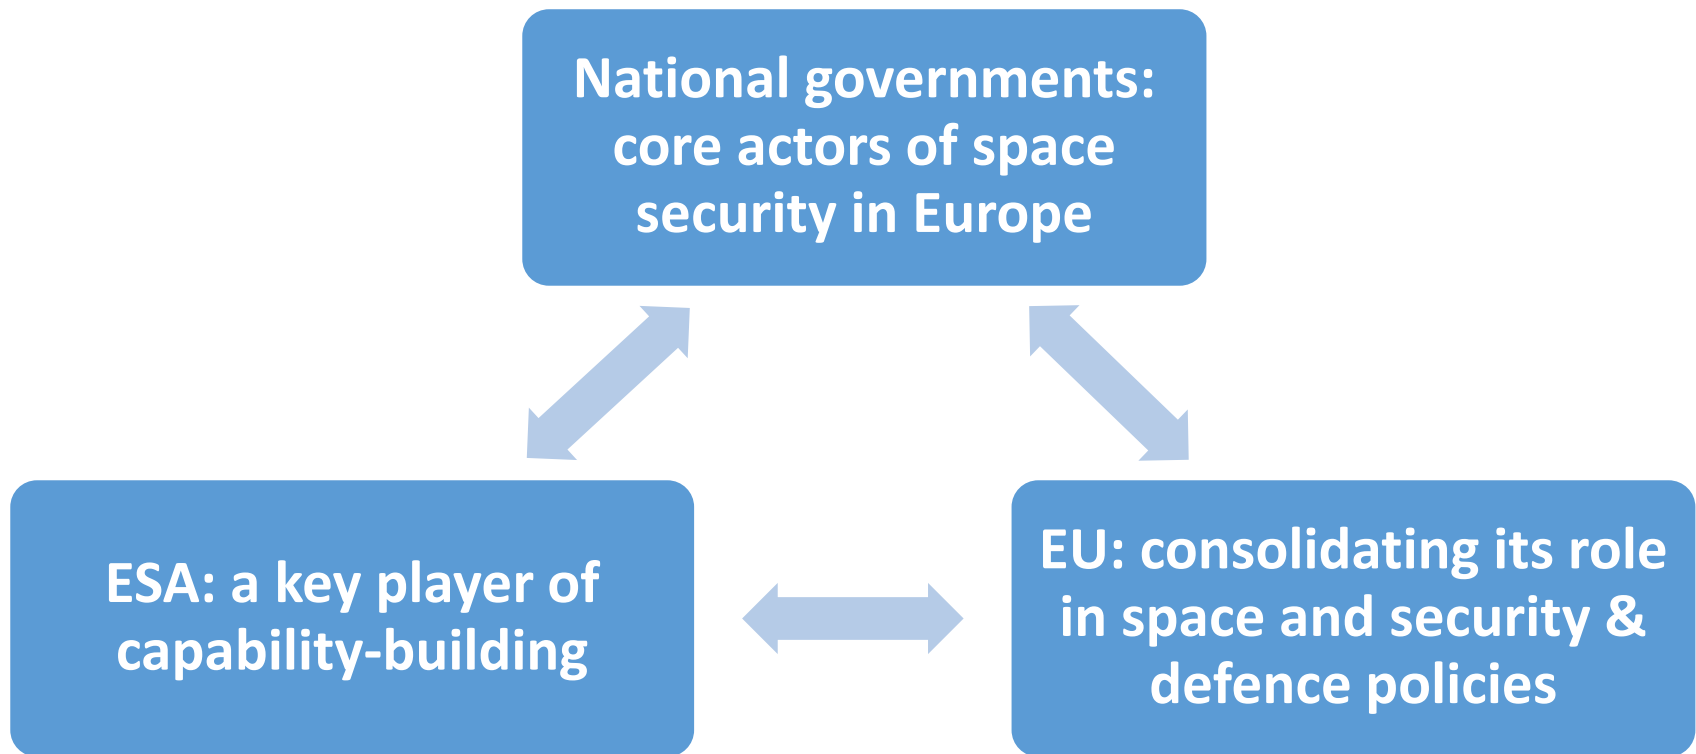 National governments:
core actors of space
security in Europe
ESA: a key player of
capability-building
EU: consolidating its role
in space and security &
defence policies